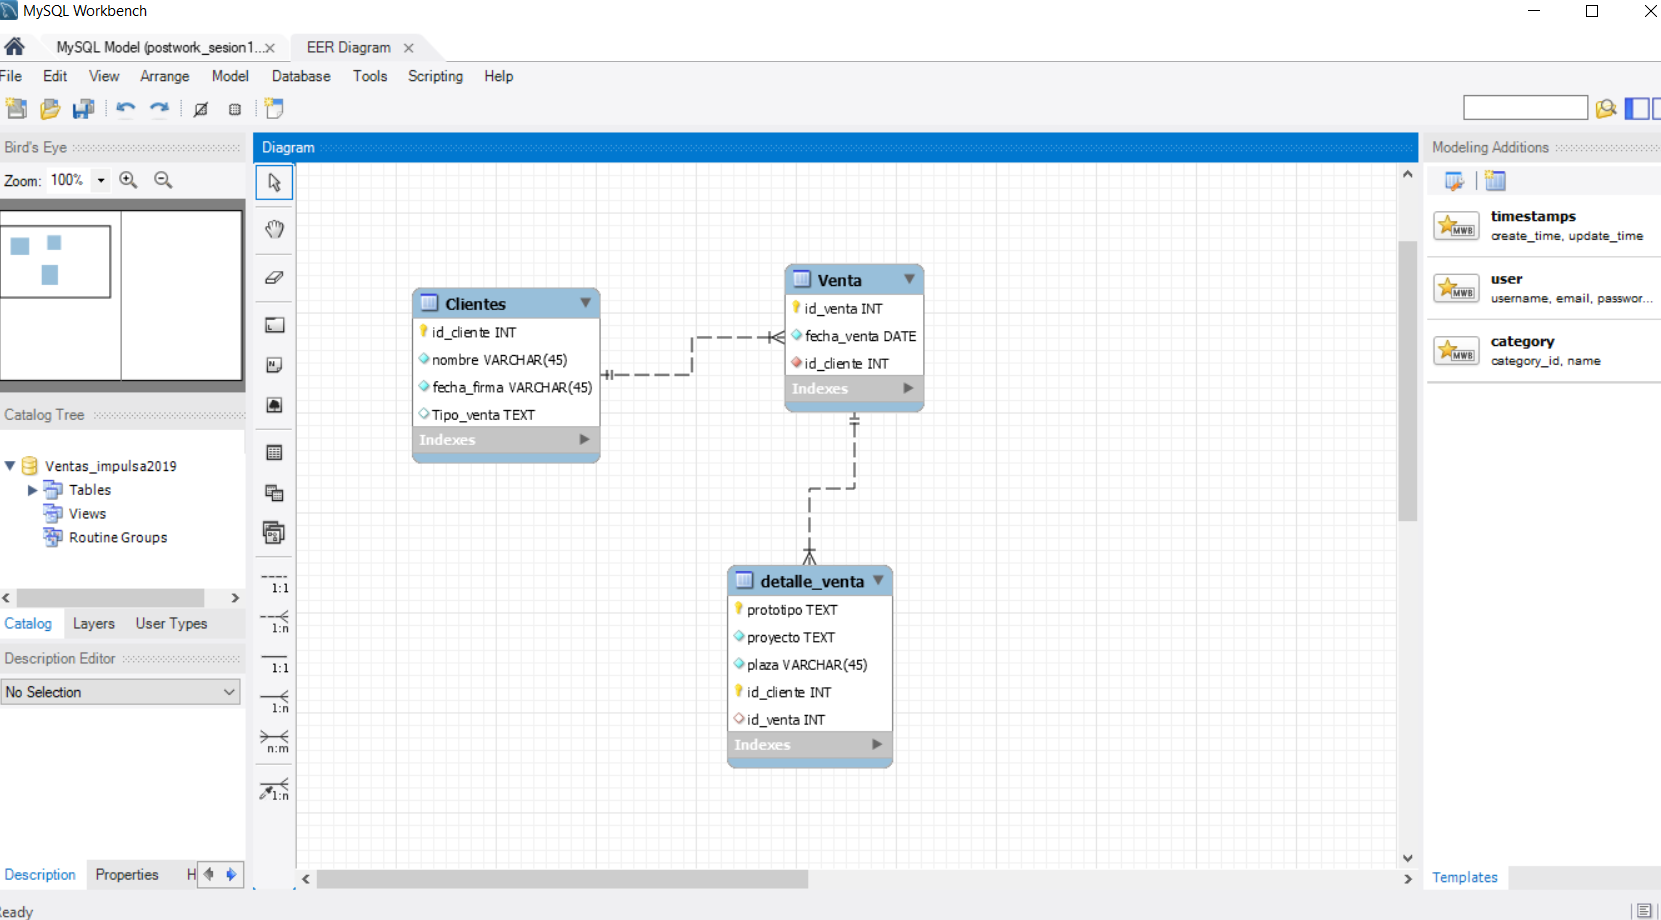 MySQL Workbench
MySQL Model (postwork_sesion1...
EER Diagram
File Edit View Arrange Model Database Tools Scripting Help
Bird's Eye
Zoom: 100%
Catalog Tree
Ventas_impulsa2019
Tables
Views
Routine Groups
Catalog Layers User Types
Description Editor
No Selection
Description Properties H
Ready
Diagram
1:1
1:n
1:1
1:n
n:m
1:n
Clientes
id_cliente INT
nombre VARCHAR(45)
fecha_firma VARCHAR(45)
Tipo_venta TEXT
Indexes
Venta
id_venta INT
fecha_venta DATE
id_cliente INT
Indexes
detalle_venta
prototipo TEXT
proyecto TEXT
plaza VARCHAR(45)
id_cliente INT
id_venta INT
Indexes
Modeling Additions
MWB
timestamps
create_time, update_time
MWB
user
username, email, passwor...
MWB
category
category_id, name
Templates